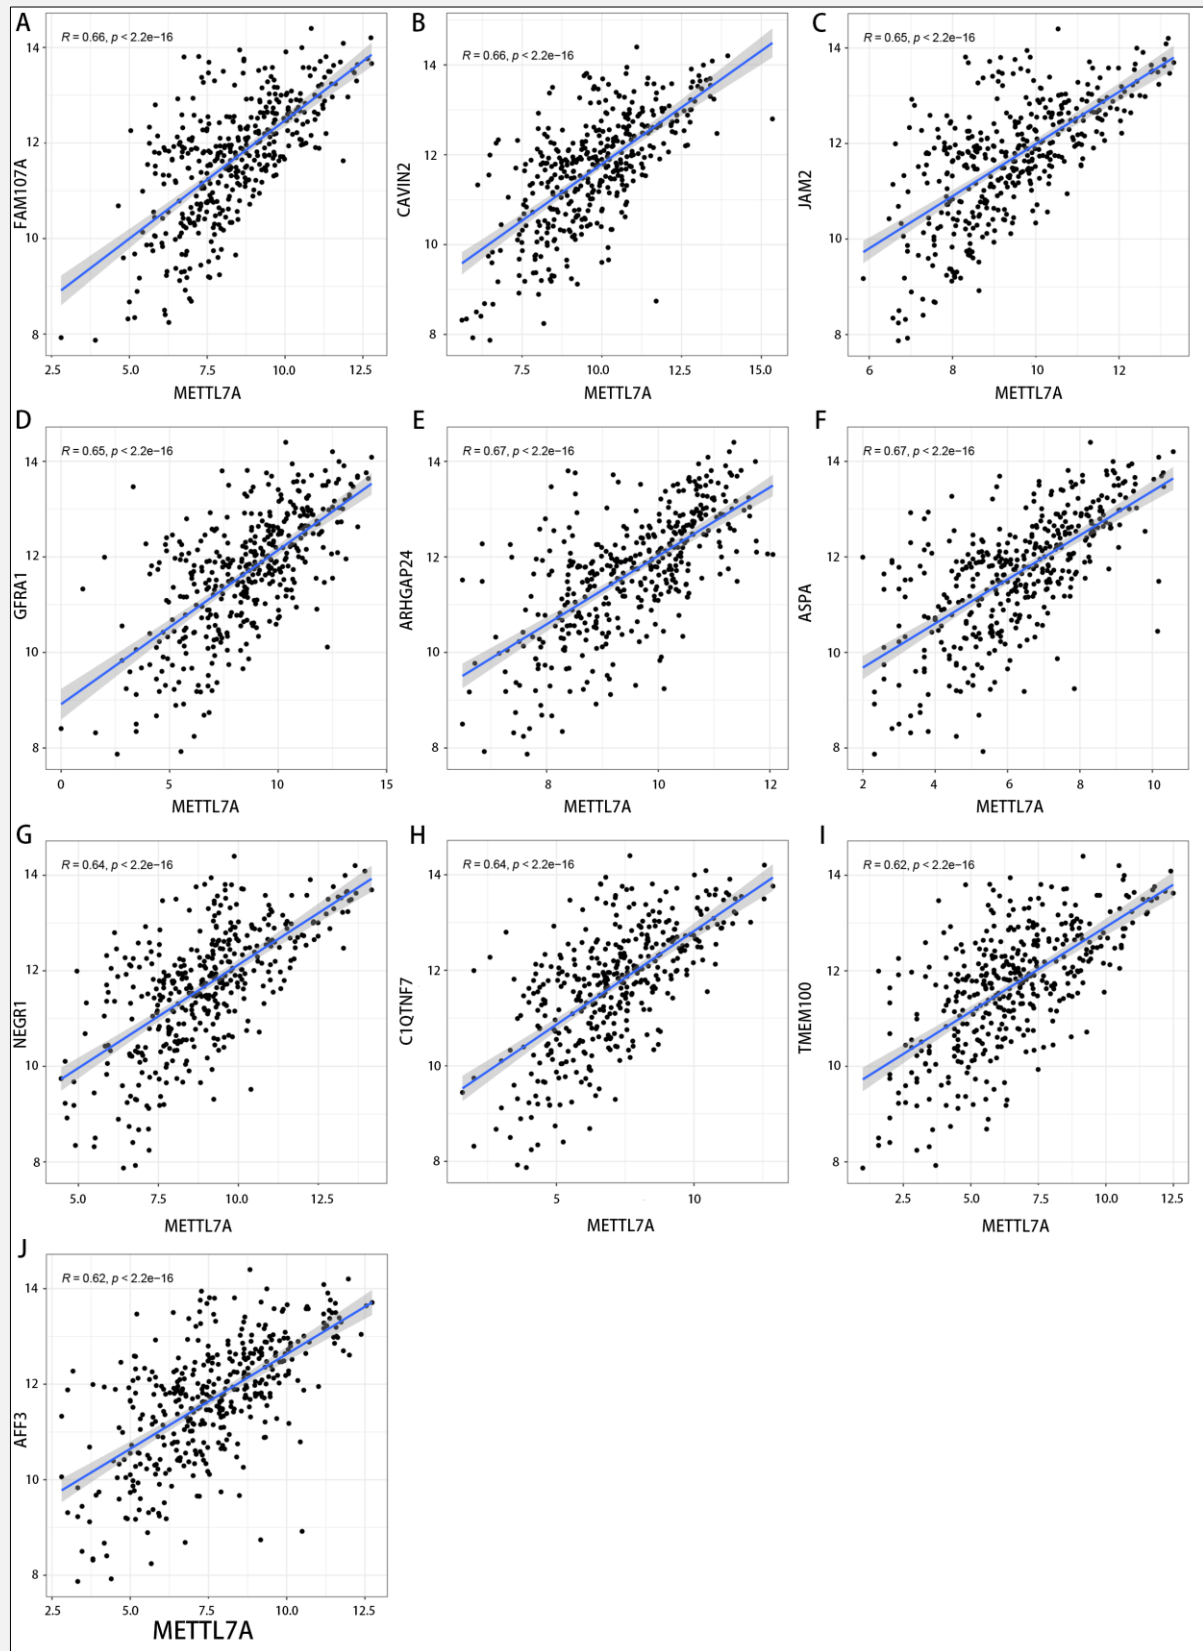 A
R = 0.66, p < 2.2e−16
FAM107A
14
12
10
8
2.5 5.0 7.5 10.0 12.5
METTL7A
B
R = 0.66, p < 2.2e−16
CAVIN2
14
12
10
8
7.5 10.0 12.5 15.0
METTL7A
C
R = 0.65, p < 2.2e−16
JAM2
14
12
10
8
6 8 10 12
METTL7A
D
R = 0.65, p < 2.2e−16
GFRA1
14
12
10
8
0 5 10 15
METTL7A
E
R = 0.67, p < 2.2e−16
ARHGAP24
14
12
10
8
8 10 12
METTL7A
F
R = 0.67, p < 2.2e−16
ASPA
14
12
10
8
2 4 6 8 10
METTL7A
G
R = 0.64, p < 2.2e−16
NEGR1
14
12
10
8
5.0 7.5 10.0 12.5
METTL7A
H
R = 0.64, p < 2.2e−16
C1QTNF7
14
12
10
8
5 10
METTL7A
I
R = 0.62, p < 2.2e−16
TMEM100
14
12
10
8
2.5 5.0 7.5 10.0 12.5
METTL7A
J
R = 0.62, p < 2.2e−16
AFF3
14
12
10
8
2.5 5.0 7.5 10.0 12.5
METTL7A